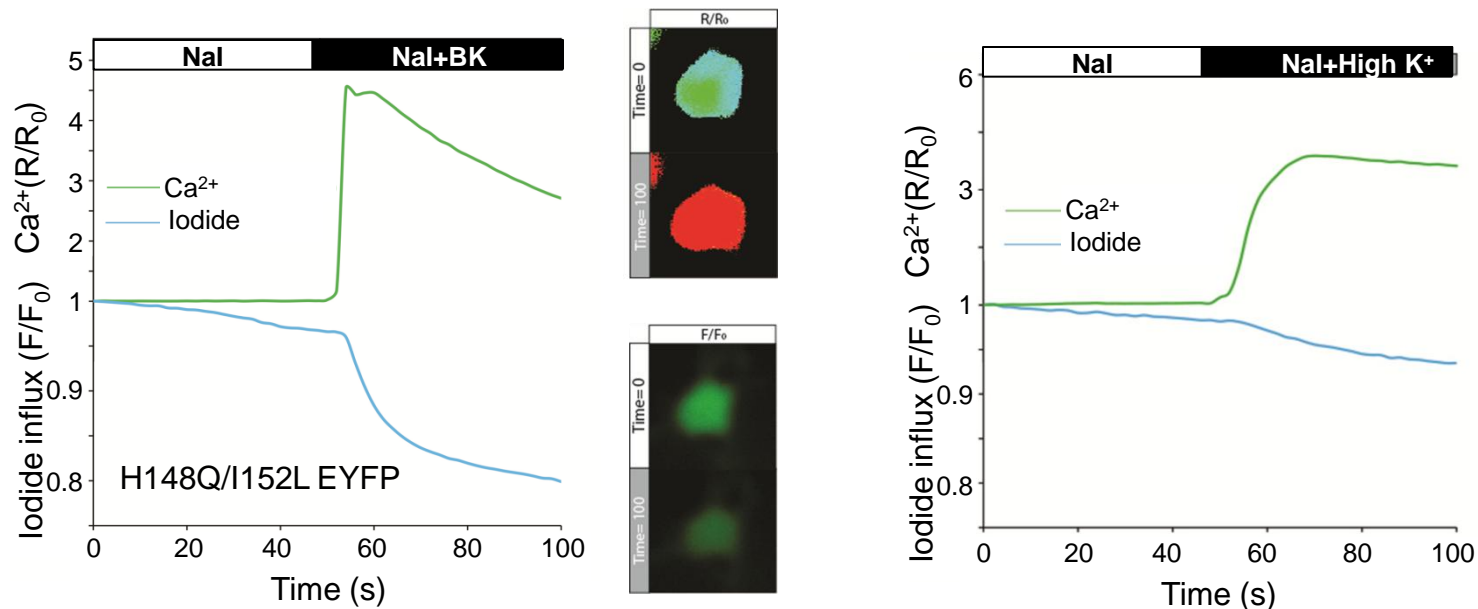 NaI
NaI+BK
5
4
3
2
1
0.9
0.8
Ca²⁺(R/R₀)
Iodide influx (F/F₀)
Ca²⁺
Iodide
H148Q/I152L EYFP
0 20 40 60 80 100
Time (s)
R/R₀
Time= 0
Time= 100
F/F₀
Time= 0
Time= 100
NaI
NaI+High K⁺
6
3
1
0.9
0.8
Ca²⁺(R/R₀)
Iodide influx (F/F₀)
Ca²⁺
Iodide
0 20 40 60 80 100
Time (s)